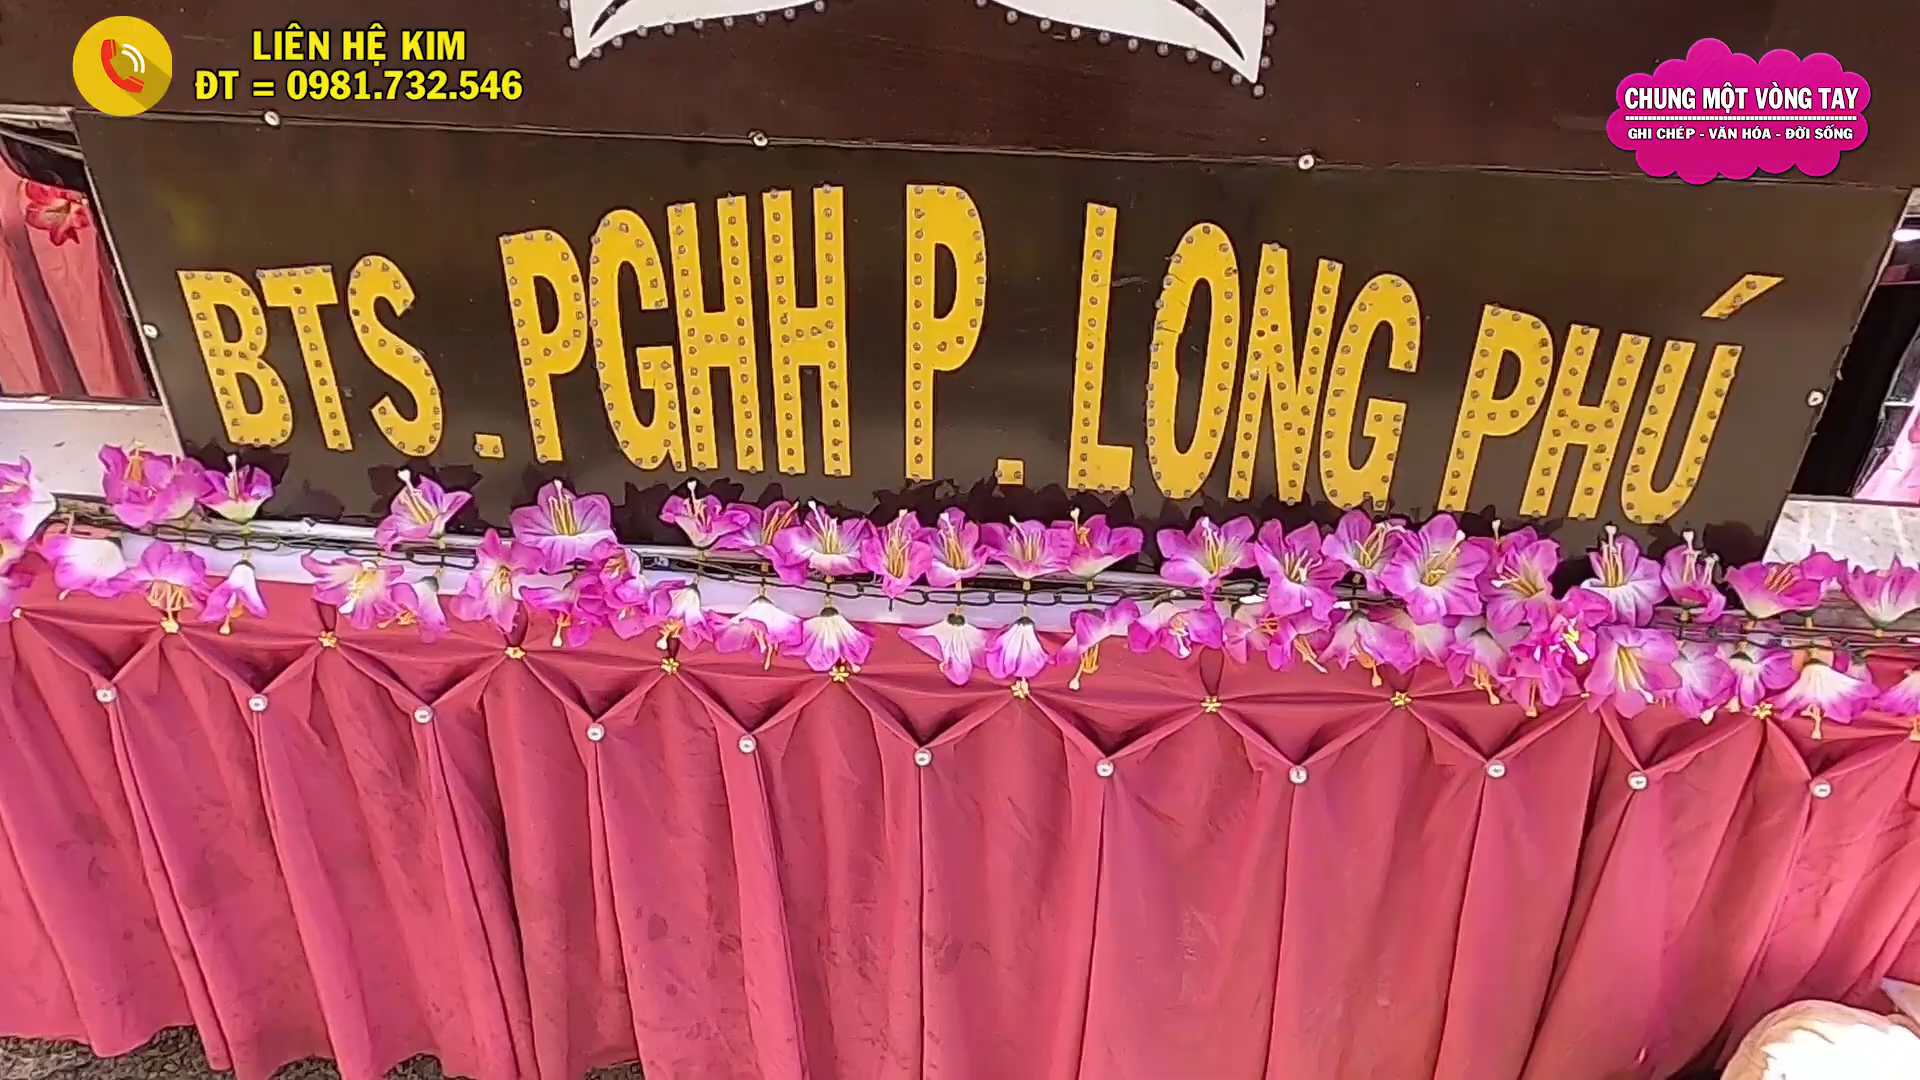 LIÊN HỆ KIM
ĐT = 0981.732.546
CHUNG MỘT VÒNG TAY
GHI CHÉP - VĂN HÓA - ĐỜI SỐNG
BTS. PGHH P. LONG PHÚ